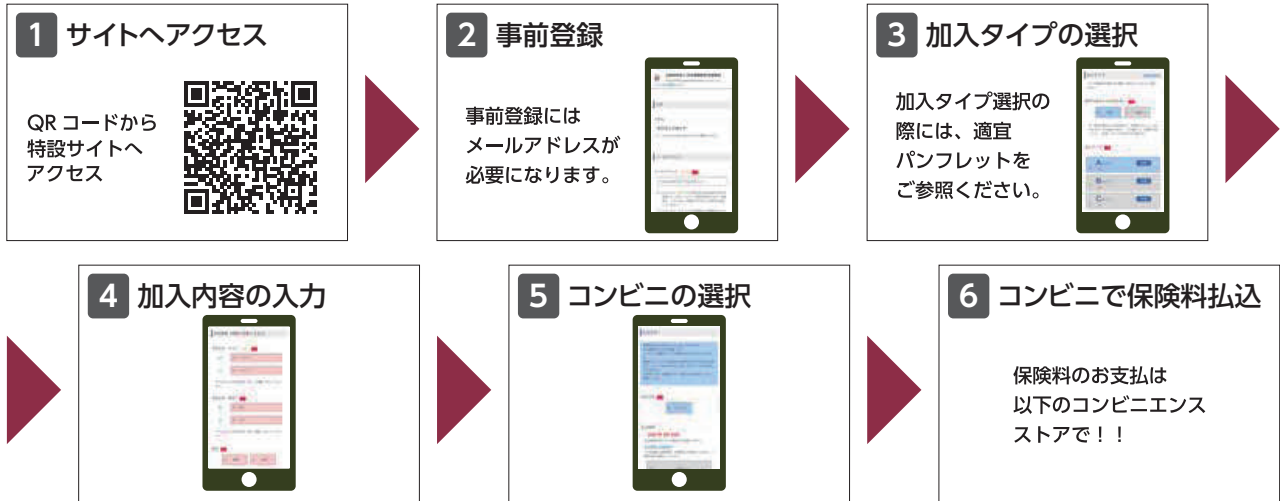 1 サイトへアクセス
QR コードから
特設サイトへ
アクセス
2 事前登録
事前登録には
メールアドレスが
必要になります。
3 加入タイプの選択
加入タイプ選択の
際には、適宜
パンフレットを
ご参照ください。
A
B
C
4 加入内容の入力
5 コンビニの選択
6 コンビニで保険料払込
保険料のお支払は
以下のコンビニエンス
ストアで！！